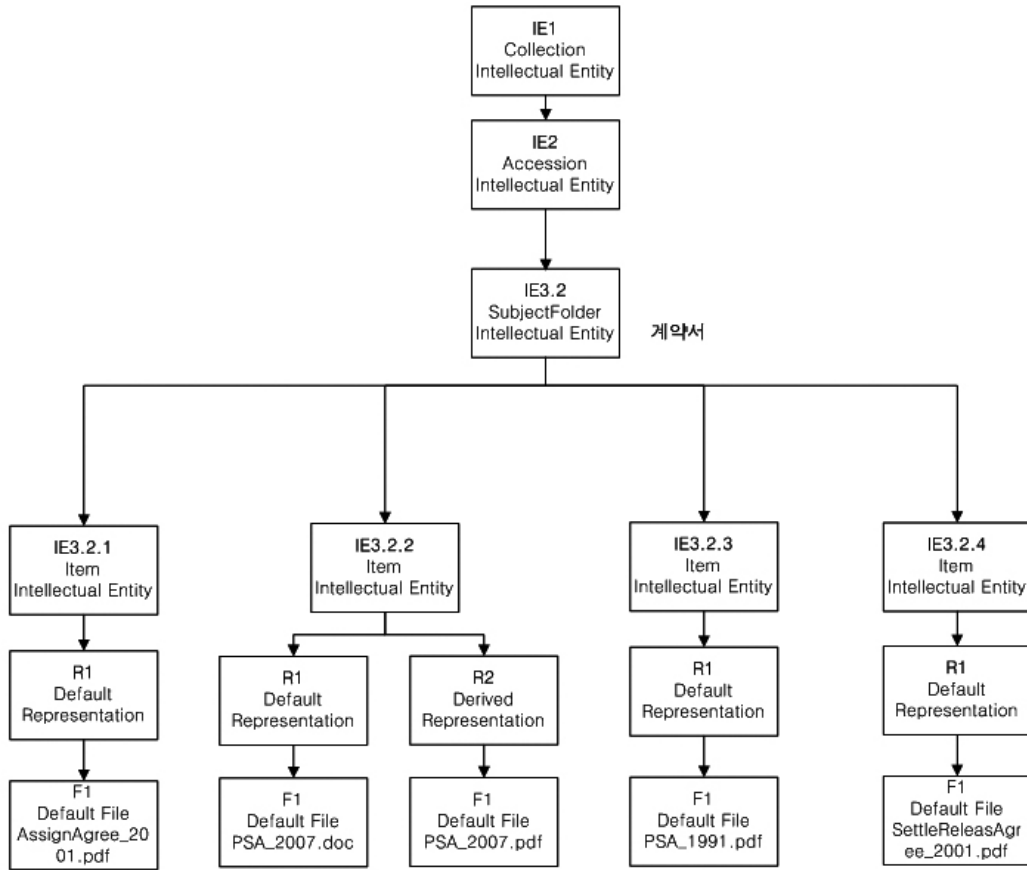 IE1
Collection
Intellectual Entity
IE2
Accession
Intellectual Entity
IE3.2
SubjectFolder
Intellectual Entity
계약서
IE3.2.1
Item
Intellectual Entity
IE3.2.2
Item
Intellectual Entity
IE3.2.3
Item
Intellectual Entity
IE3.2.4
Item
Intellectual Entity
R1
Default
Representation
R1
Default
Representation
R2
Derived
Representation
R1
Default
Representation
R1
Default
Representation
F1
Default File
AssignAgree_20
01.pdf
F1
Default File
PSA_2007.doc
F1
Default File
PSA_2007.pdf
F1
Default File
PSA_1991.pdf
F1
Default File
SettleReleasAgr
ee_2001.pdf